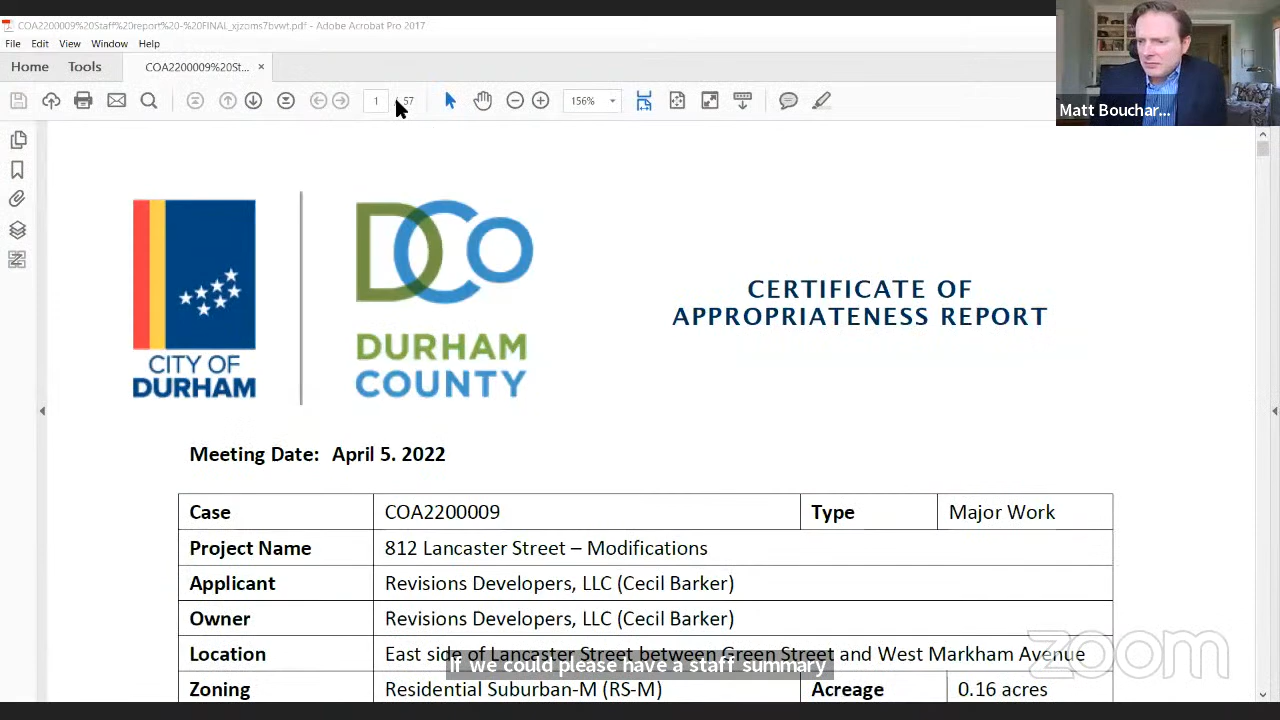 COA2200009%20Staff%20report%20-%20FINAL_xjzoms7bvwt.pdf - Adobe Acrobat Pro 2017
File Edit View Window Help
Home Tools COA2200009%20St... ×
1 57 156%
Matt Bouchar...
CITY OF
DURHAM
DCO
DURHAM
COUNTY
CERTIFICATE OF
APPROPRIATENESS REPORT
Meeting Date: April 5. 2022
Case COA2200009 Type Major Work
Project Name 812 Lancaster Street – Modifications
Applicant Revisions Developers, LLC (Cecil Barker)
Owner Revisions Developers, LLC (Cecil Barker)
Location East side of Lancaster Street between Green Street and West Markham Avenue
If we could please have a staff summary
zoom
Zoning Residential Suburban-M (RS-M) Acreage 0.16 acres